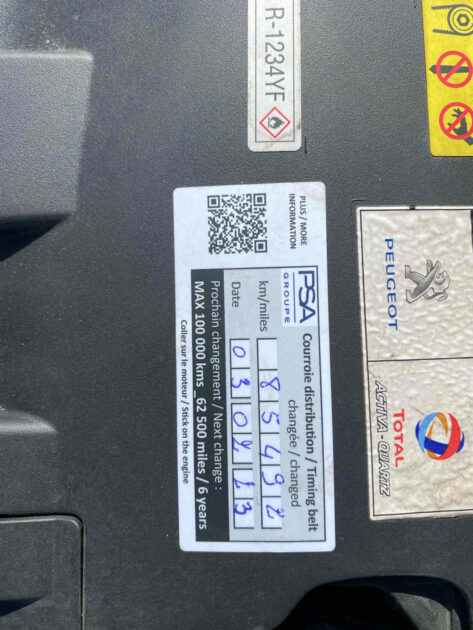 PEUGEOT
TOTAL
ACTIVA - QUARTZ
R-1234YF
PLUS / MORE
INFORMATION
PSA
GROUPE
Courroie distribution / Timing belt
changée / changed
km/miles 85492
Date 03 02 23
Prochain changement / Next change :
MAX 100 000 kms 62 500 miles / 6 years
Coller sur le moteur / Stick on the engine